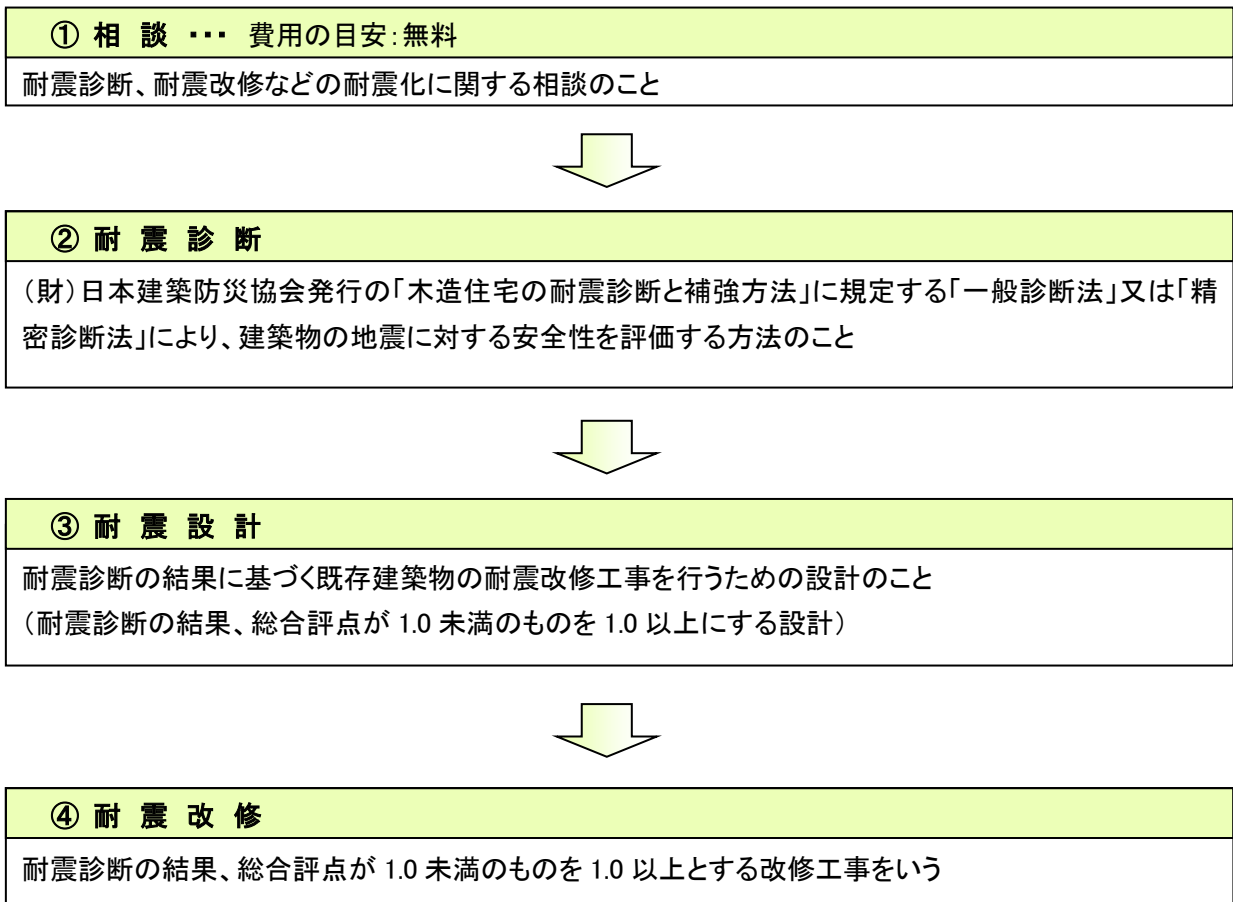 ① 相 談 ・・・ 費用の目安：無料
耐震診断、耐震改修などの耐震化に関する相談のこと
② 耐 震 診 断
（財）日本建築防災協会発行の「木造住宅の耐震診断と補強方法」に規定する「一般診断法」又は「精
密診断法」により、建築物の地震に対する安全性を評価する方法のこと
③ 耐 震 設 計
耐震診断の結果に基づく既存建築物の耐震改修工事を行うための設計のこと
（耐震診断の結果、総合評点が 1.0 未満のものを 1.0 以上にする設計）
④ 耐 震 改 修
耐震診断の結果、総合評点が 1.0 未満のものを 1.0 以上とする改修工事をいう